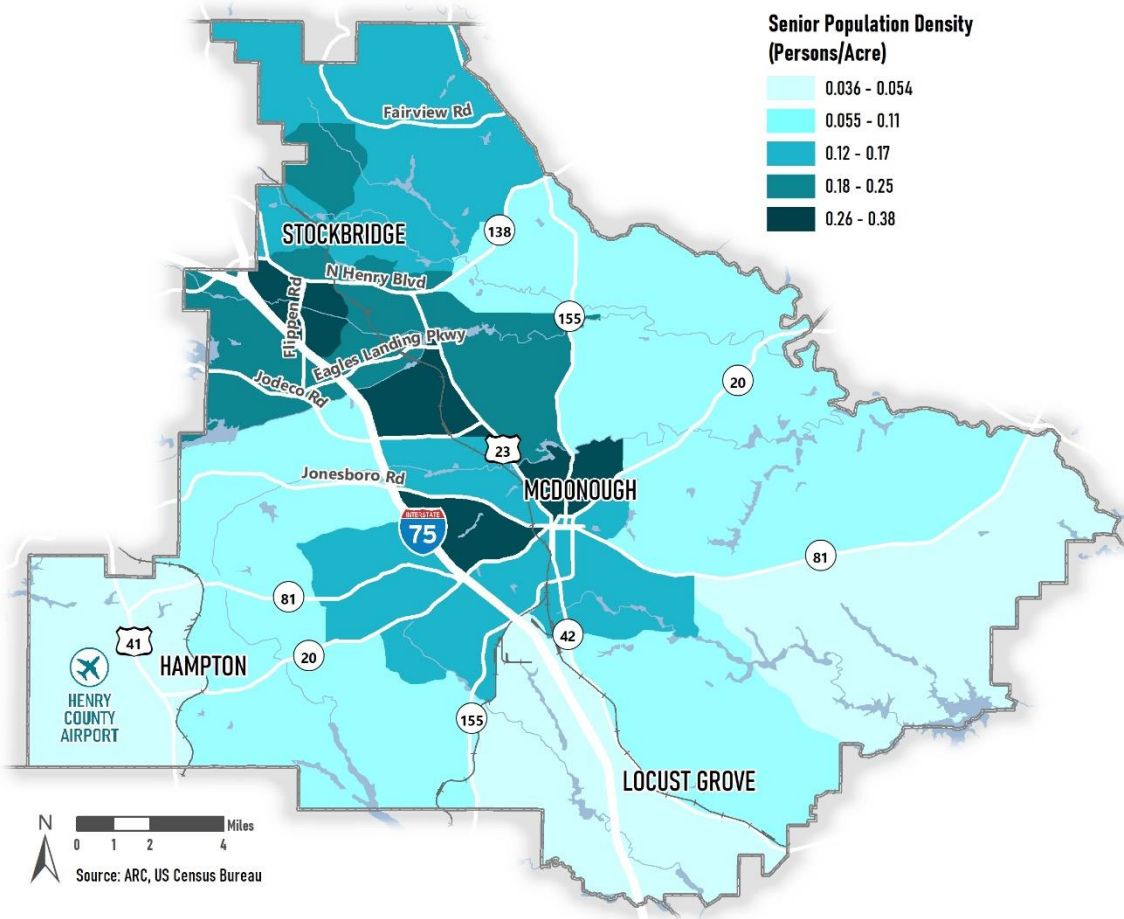 Senior Population Density
(Persons/Acre)
0.036 - 0.054
0.055 - 0.11
0.12 - 0.17
0.18 - 0.25
0.26 - 0.38
Fairview Rd
STOCKBRIDGE
138
N Henry Blvd
Flippen Rd
155
Eagles Landing Pkwy
Jodeco Rd
20
23
Jonesboro Rd
MCDONOUGH
INTERSTATE
75
81
81
41
42
HAMPTON
20
HENRY
COUNTY
AIRPORT
155
LOCUST GROVE
N
Miles
0 1 2 4
Source: ARC, US Census Bureau